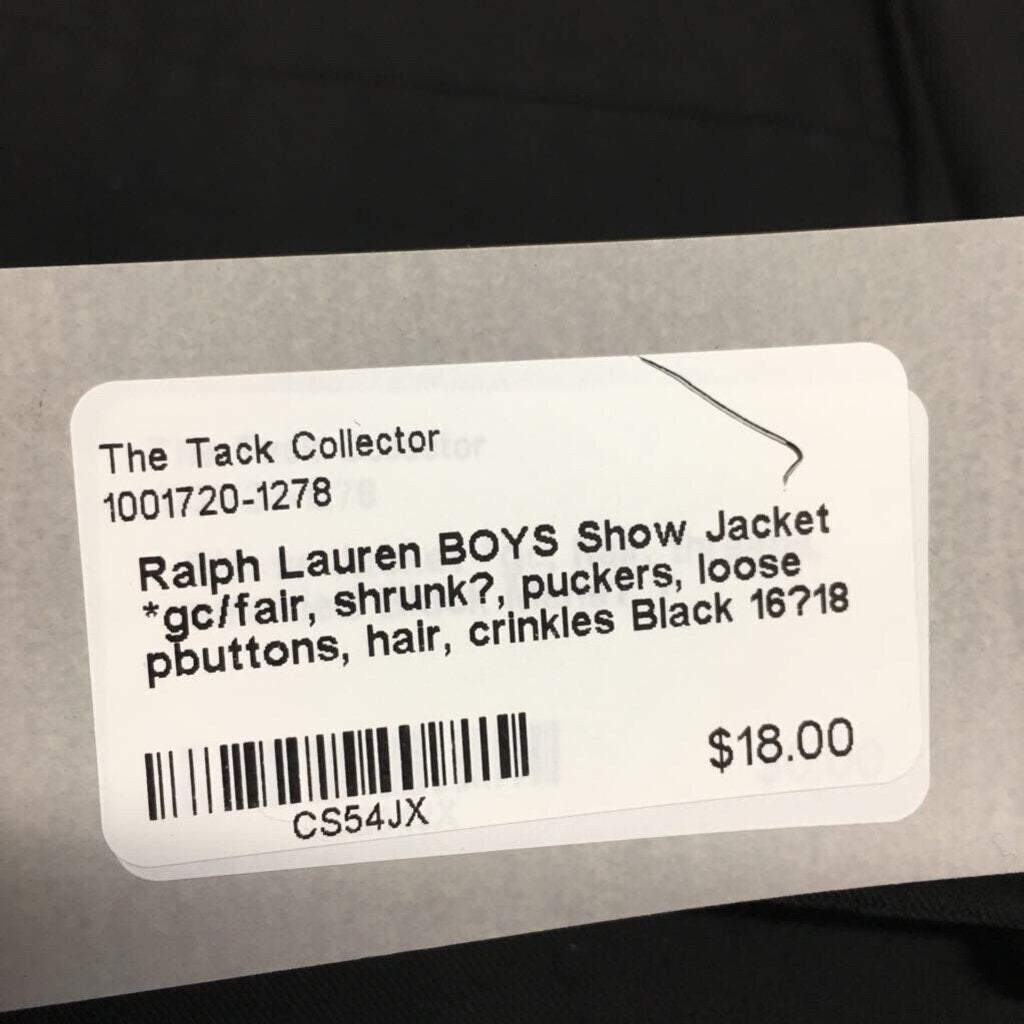 The Tack Collector
1001720-1278
Ralph Lauren BOYS Show Jacket
*gc/fair, shrunk?, puckers, loose
pbuttons, hair, crinkles Black 16?18
$18.00
CS54JX